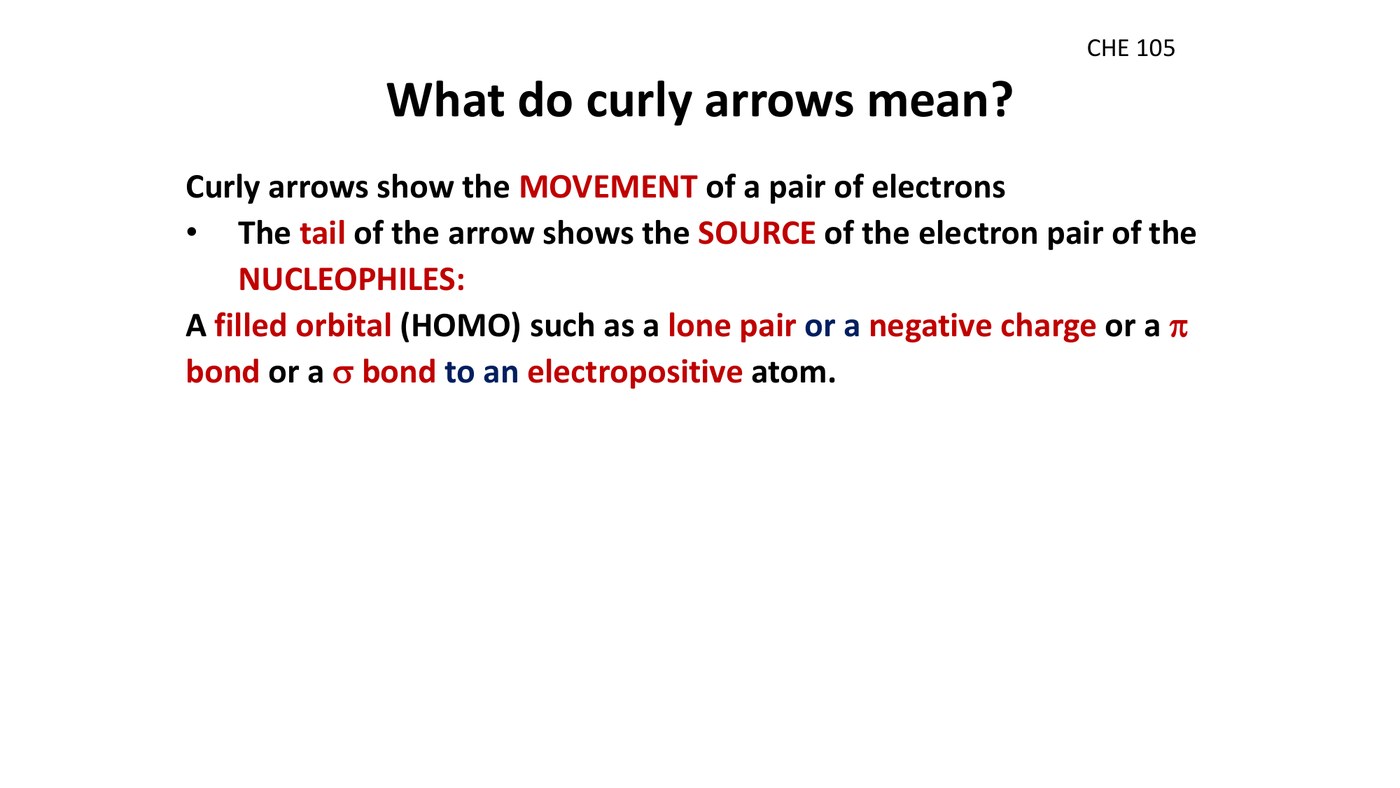 CHE 105
What do curly arrows mean?
Curly arrows show the MOVEMENT of a pair of electrons
• The tail of the arrow shows the SOURCE of the electron pair of the
NUCLEOPHILES:
A filled orbital (HOMO) such as a lone pair or a negative charge or a π
bond or a σ bond to an electropositive atom.